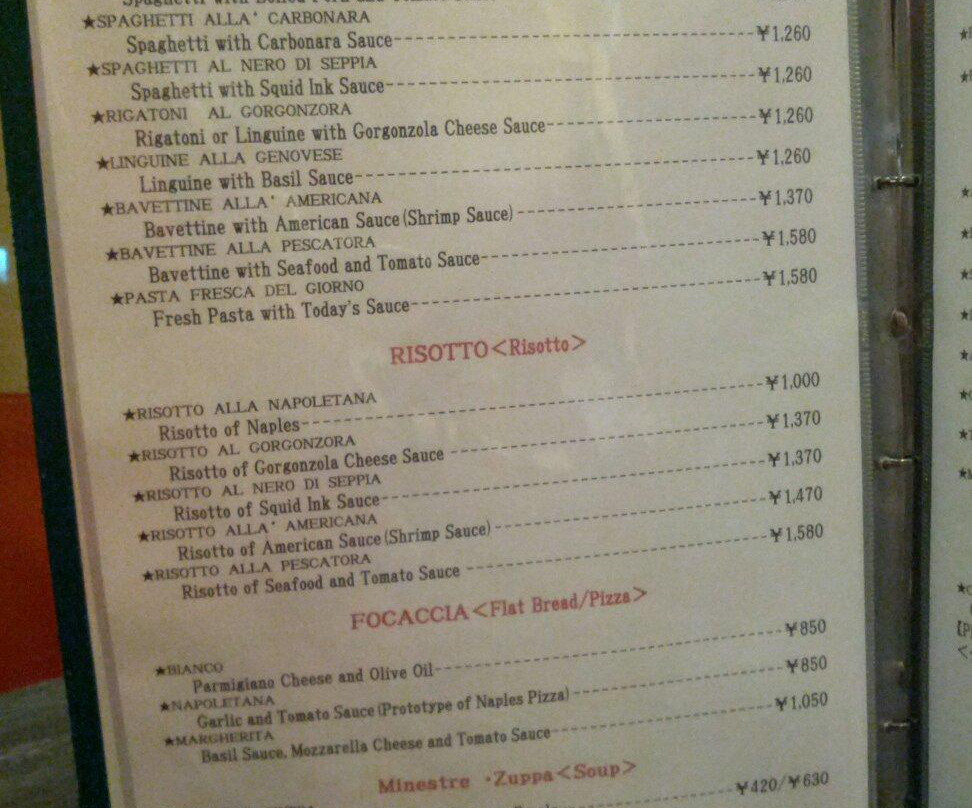 ★SPAGHETTI ALLA' CARBONARA
Spaghetti with Carbonara Sauce ¥1,260
★SPAGHETTI AL NERO DI SEPPIA
Spaghetti with Squid Ink Sauce ¥1,260
★RIGATONI AL GORGONZORA
Rigatoni or Linguine with Gorgonzola Cheese Sauce ¥1,260
★LINGUINE ALLA GENOVESE
Linguine with Basil Sauce ¥1,260
★BAVETTINE ALLA' AMERICANA
Bavettine with American Sauce (Shrimp Sauce) ¥1,370
★BAVETTINE ALLA PESCATORA
Bavettine with Seafood and Tomato Sauce ¥1,580
★PASTA FRESCA DEL GIORNO
Fresh Pasta with Today's Sauce ¥1,580
RISOTTO<Risotto>
★RISOTTO ALLA NAPOLETANA
Risotto of Naples ¥1,000
★RISOTTO AL GORGONZORA
Risotto of Gorgonzola Cheese Sauce ¥1,370
★RISOTTO AL NERO DI SEPPIA
Risotto of Squid Ink Sauce ¥1,370
★RISOTTO ALLA' AMERICANA
Risotto of American Sauce (Shrimp Sauce) ¥1,470
★RISOTTO ALLA PESCATORA
Risotto of Seafood and Tomato Sauce ¥1,580
FOCACCIA<Flat Bread/Pizza>
★BIANCO
Parmigiano Cheese and Olive Oil ¥850
★NAPOLETANA
Garlic and Tomato Sauce (Prototype of Naples Pizza) ¥850
★MARGHERITA
Basil Sauce, Mozzarella Cheese and Tomato Sauce ¥1,050
Minestre ·Zuppa<Soup>
¥420/¥630